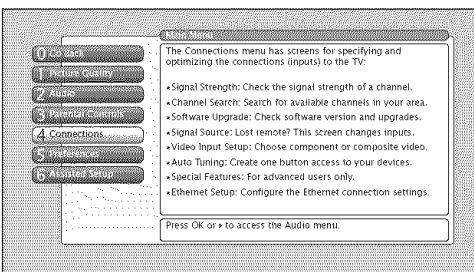 Main Menu
0 Go Back
1 Picture Quality
2 Audio
3 Parental Controls
4 Connections
5 Preferences
6 Assisted Setup
The Connections menu has screens for specifying and
optimizing the connections (inputs) to the TV:
★Signal Strength: Check the signal strength of a channel.
★Channel Search: Search for available channels in your area.
★Software Upgrade: Check software version and upgrades.
★Signal Source: Lost remote? This screen changes inputs.
★Video Input Setup: Choose component or composite video.
★Auto Tuning: Create one button access to your devices.
★Special Features: For advanced users only.
★Ethernet Setup: Configure the Ethernet connection settings.
Press OK or ▸ to access the Audio menu.